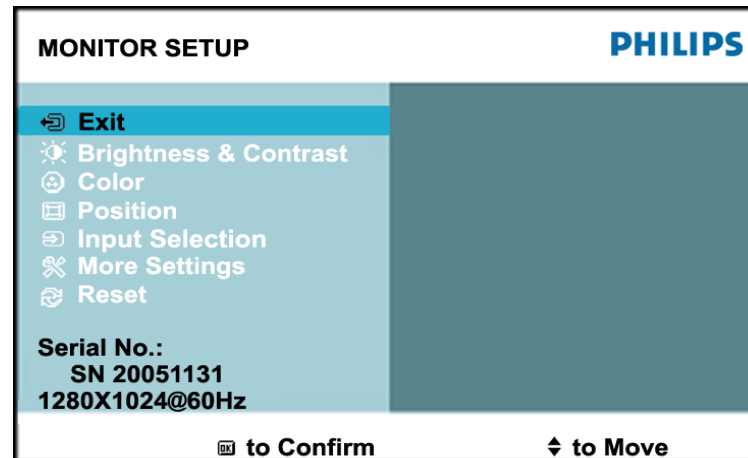 MONITOR SETUP
PHILIPS
Exit
Brightness & Contrast
Color
Position
Input Selection
More Settings
Reset
Serial No.:
SN 20051131
1280X1024@60Hz
OK to Confirm
to Move